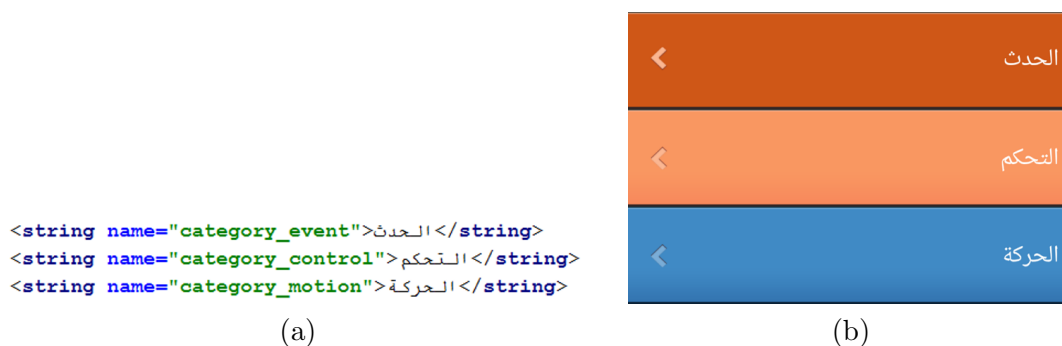 <string name="category_event">الحدث</string>
<string name="category_control">التحكم</string>
<string name="category_motion">الحركة</string>
(a)
الحدث
التحكم
الحركة
(b)